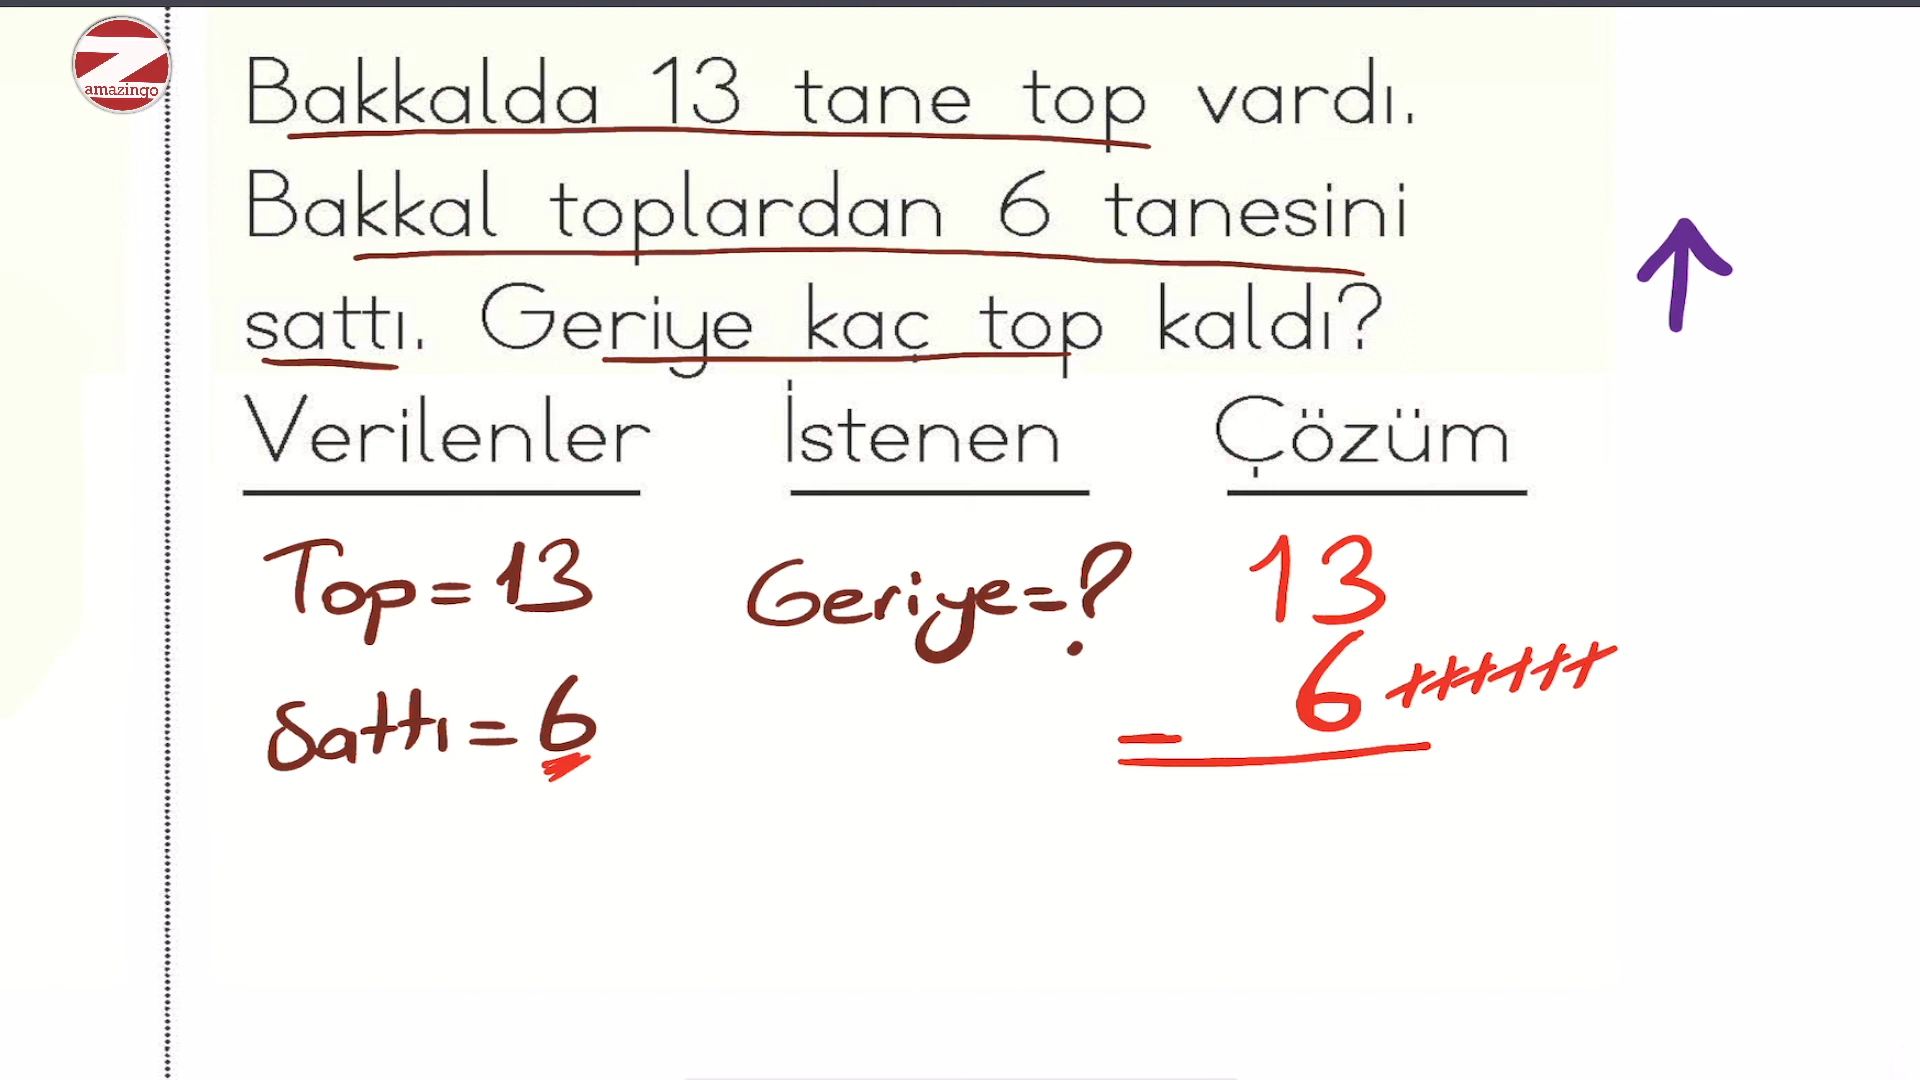 amazingo
Bakkalda 13 tane top vardı.
Bakkal toplardan 6 tanesini
sattı. Geriye kaç top kaldı?
Verilenler İstenen Çözüm
Top=13 Geriye=? 13
Sattı=6 6